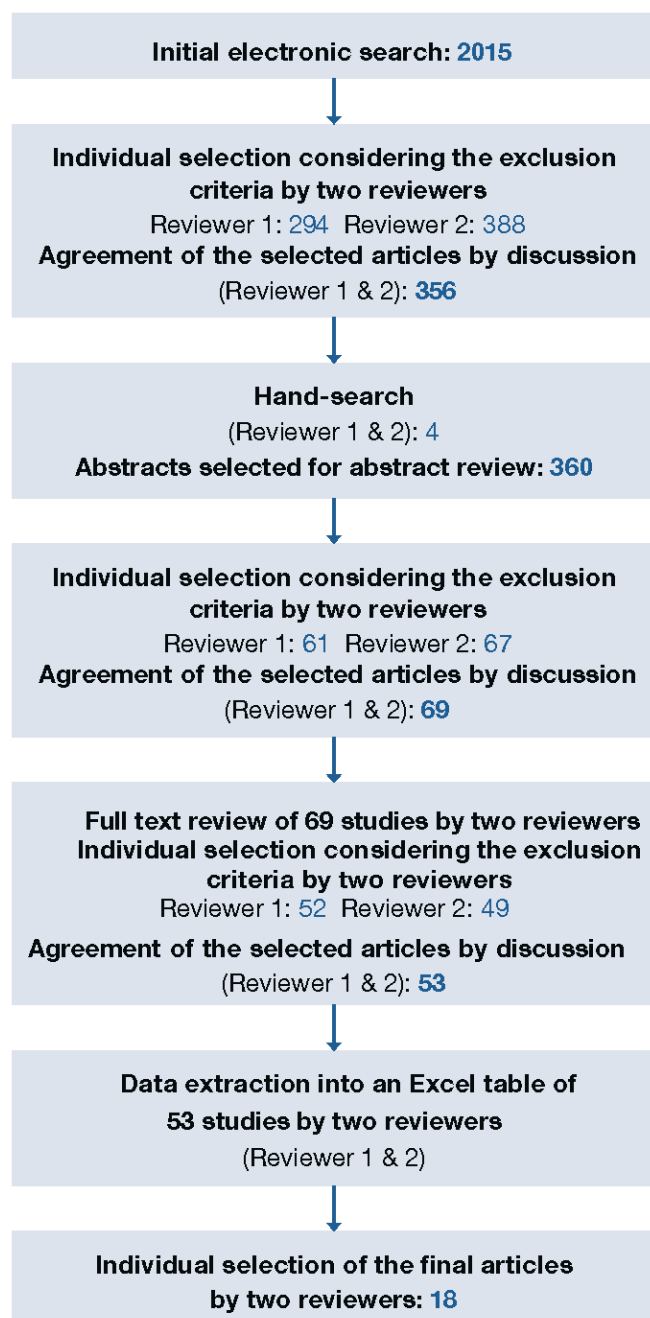 Initial electronic search: 2015
Individual selection considering the exclusion
criteria by two reviewers
Reviewer 1: 294 Reviewer 2: 388
Agreement of the selected articles by discussion
(Reviewer 1 & 2): 356
Hand-search
(Reviewer 1 & 2): 4
Abstracts selected for abstract review: 360
Individual selection considering the exclusion
criteria by two reviewers
Reviewer 1: 61 Reviewer 2: 67
Agreement of the selected articles by discussion
(Reviewer 1 & 2): 69
Full text review of 69 studies by two reviewers
Individual selection considering the exclusion
criteria by two reviewers
Reviewer 1: 52 Reviewer 2: 49
Agreement of the selected articles by discussion
(Reviewer 1 & 2): 53
Data extraction into an Excel table of
53 studies by two reviewers
(Reviewer 1 & 2)
Individual selection of the final articles
by two reviewers: 18